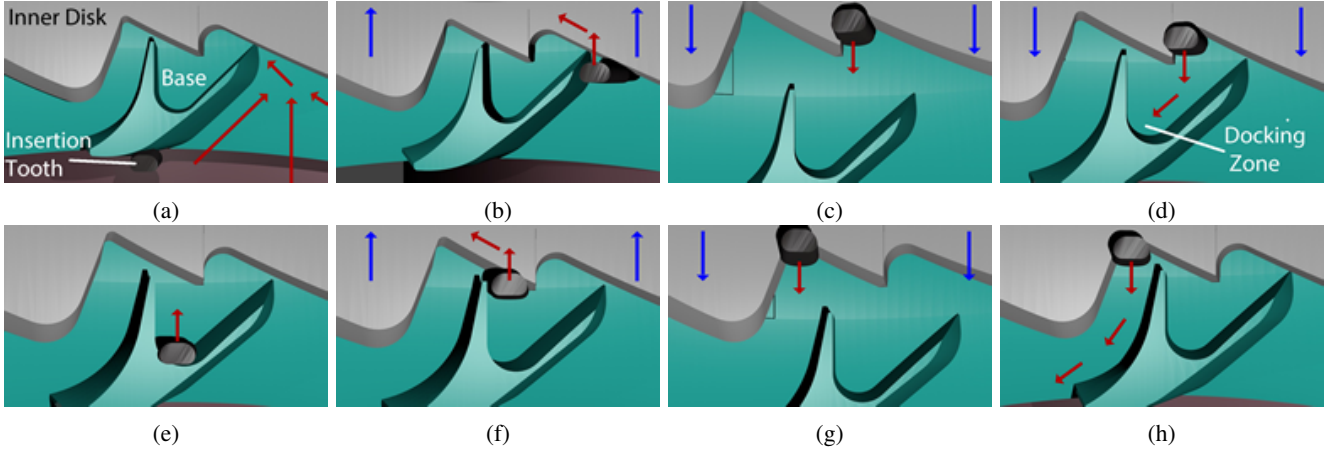 Inner Disk
Base
Insertion
Tooth
(a)
(b)
(c)
Docking
Zone
(d)
(e)
(f)
(g)
(h)